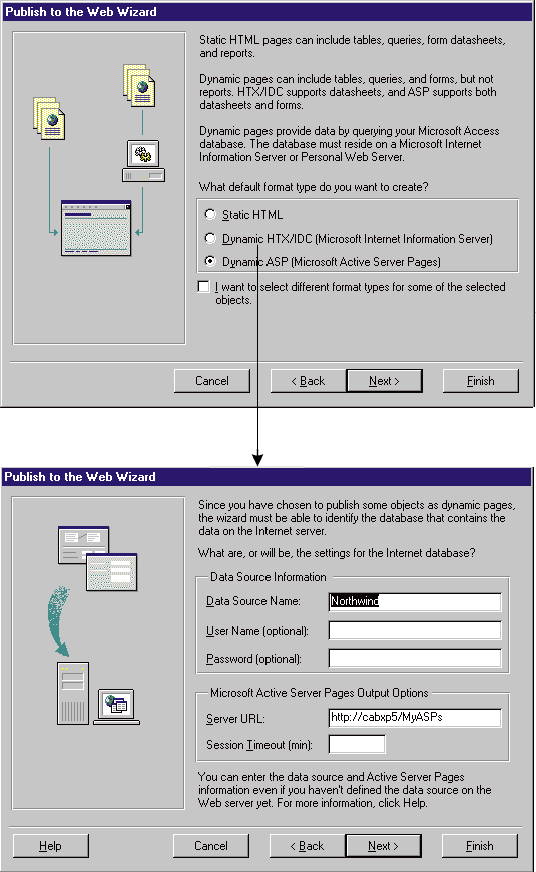 Publish to the Web Wizard
Static HTML pages can include tables, queries, form datasheets,
and reports.
Dynamic pages can include tables, queries, and forms, but not
reports. HTX/IDC supports datasheets, and ASP supports both
datasheets and forms.
Dynamic pages provide data by querying your Microsoft Access
database. The database must reside on a Microsoft Internet
Information Server or Personal Web Server.
What default format type do you want to create?
Static HTML
Dynamic HTX/IDC (Microsoft Internet Information Server)
Dynamic ASP (Microsoft Active Server Pages)
I want to select different format types for some of the selected
objects.
Cancel
< Back
Next >
Finish
Publish to the Web Wizard
Since you have chosen to publish some objects as dynamic pages,
the wizard must be able to identify the database that contains the
data on the Internet server.
What are, or will be, the settings for the Internet database?
Data Source Information
Data Source Name:
Northwind
User Name (optional):
Password (optional):
Microsoft Active Server Pages Output Options
Server URL:
http://cabxp5/MyASPs
Session Timeout (min):
You can enter the data source and Active Server Pages
information even if you haven't defined the data source on the
Web server yet. For more information, click Help.
Help
Cancel
< Back
Next >
Finish